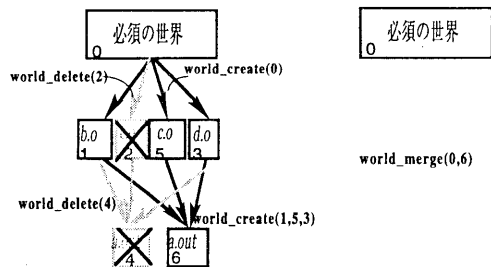 必須の世界
0
必須の世界
0
world_delete(2)
world_create(0)
b.o
1
2
c.o
5
d.o
3
world_merge(0,6)
world_delete(4)
world_create(1,5,3)
4
a.out
6